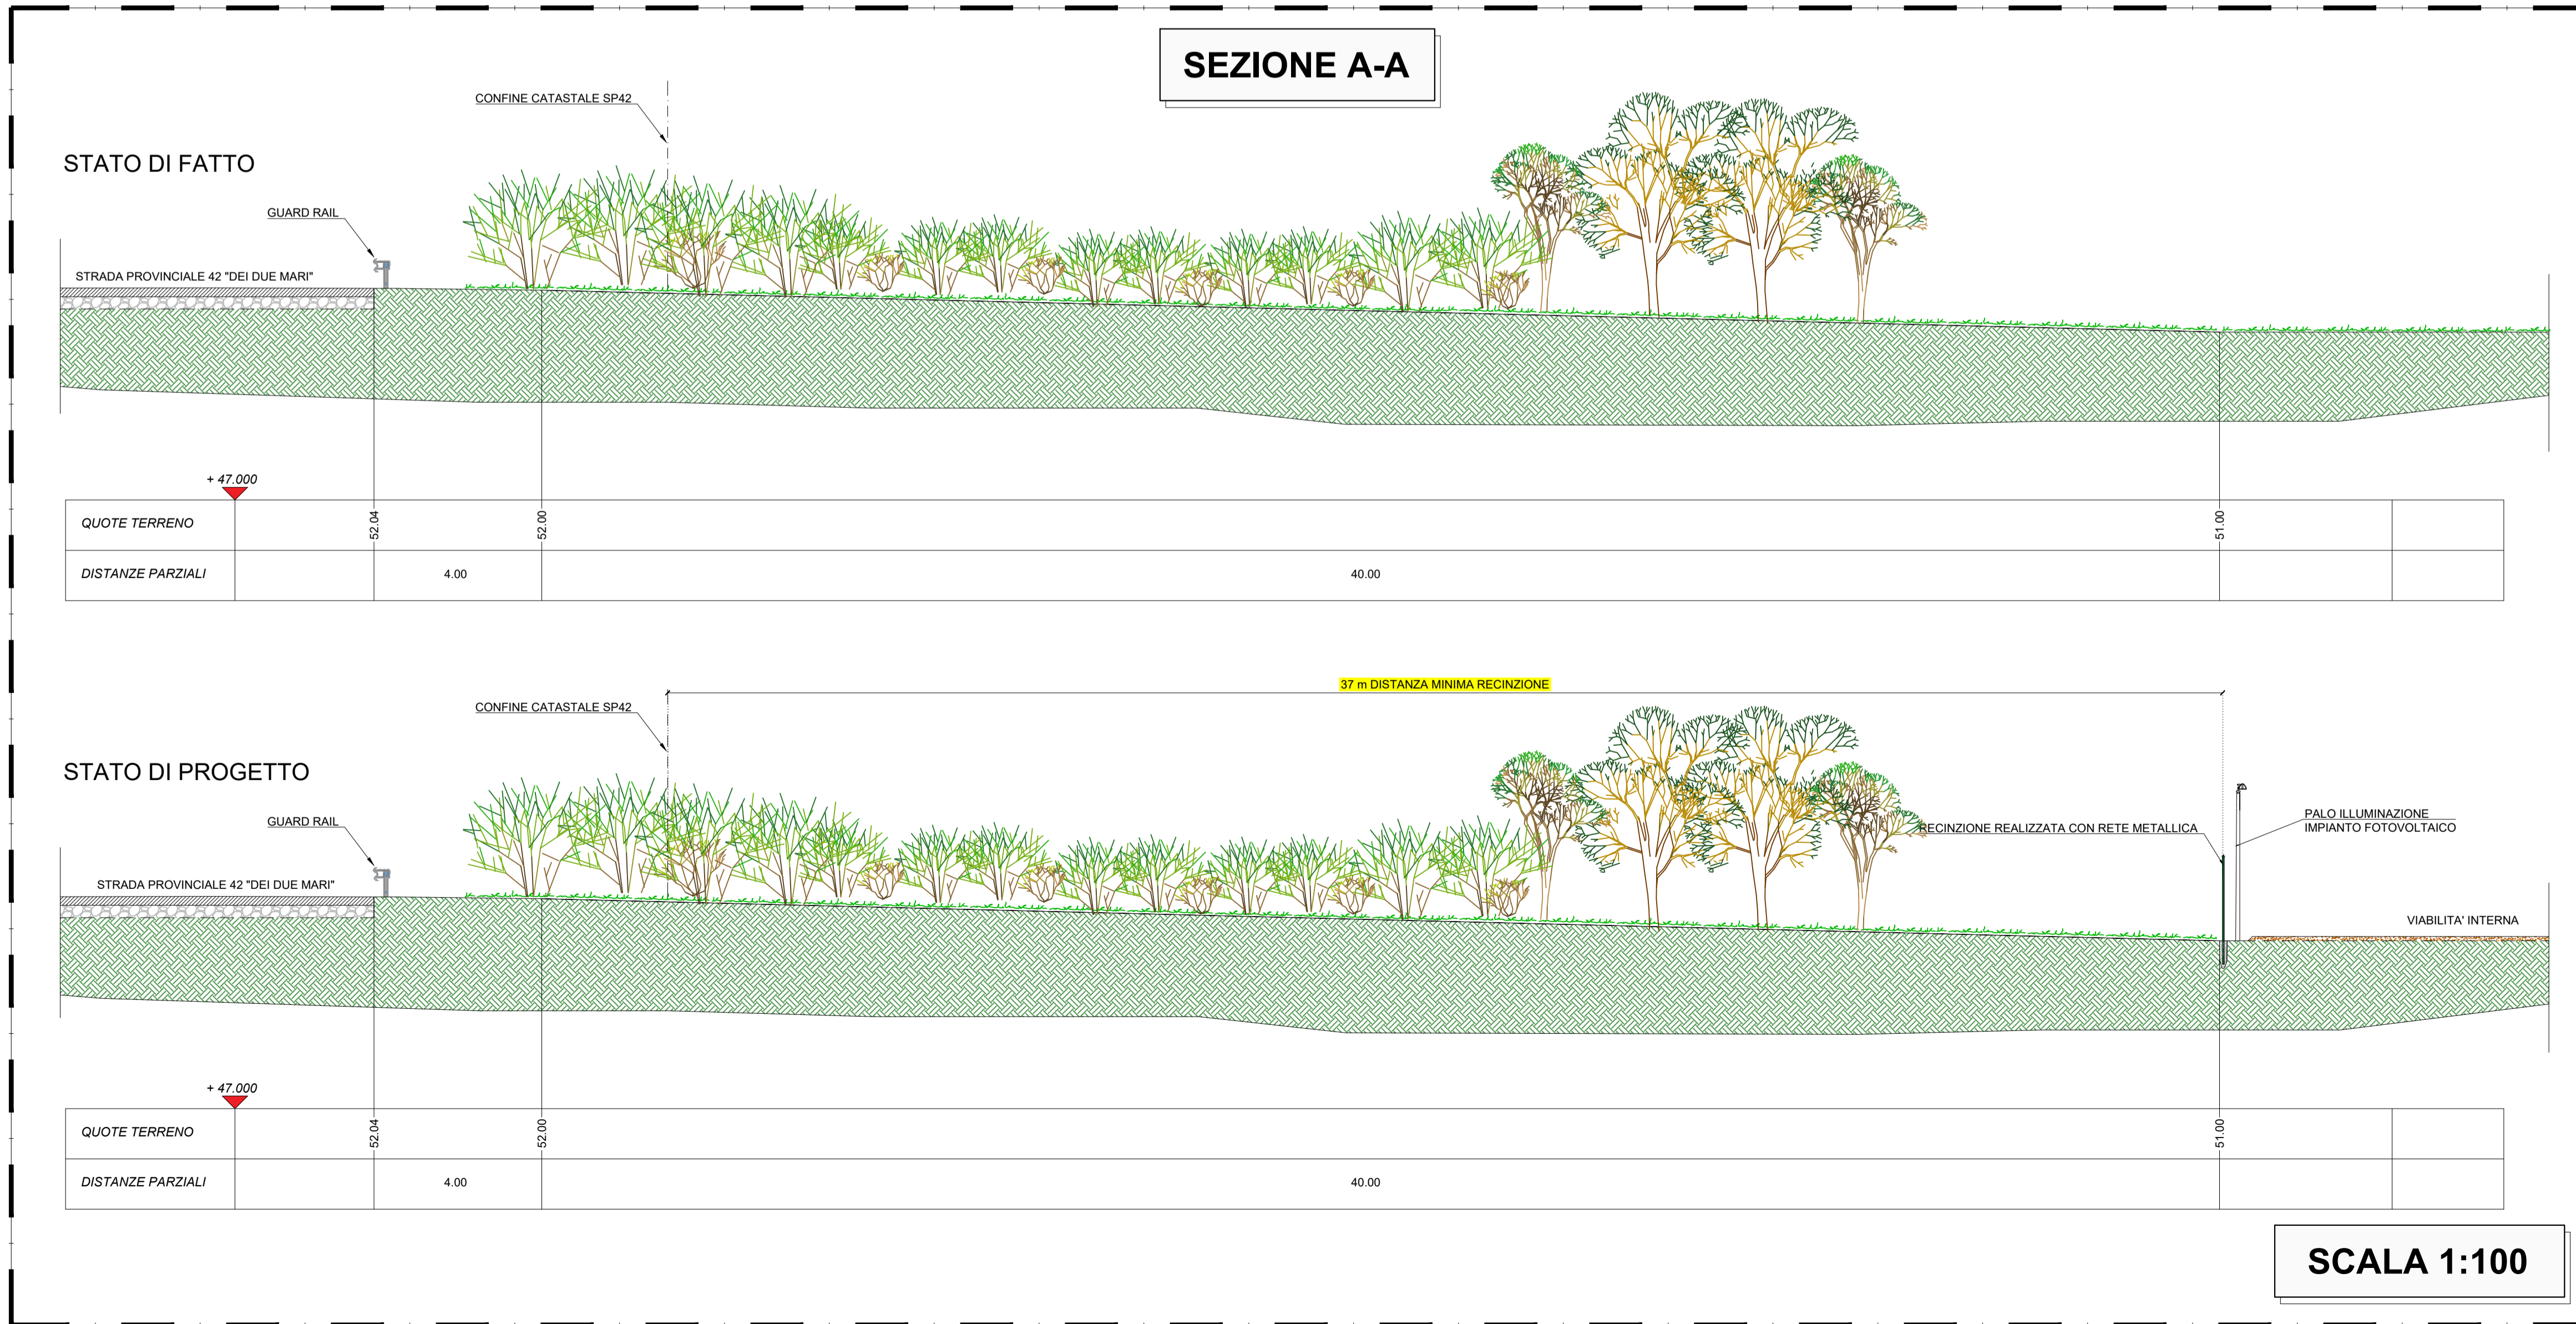 SEZIONE A-A
CONFINE CATASTALE SP42
STATO DI FATTO
GUARD RAIL
STRADA PROVINCIALE 42 "DEI DUE MARI"
+ 47.000
QUOTE TERRENO
52.04
52.00
51.00
DISTANZE PARZIALI
4.00
40.00
37 m DISTANZA MINIMA RECINZIONE
CONFINE CATASTALE SP42
STATO DI PROGETTO
GUARD RAIL
RECINZIONE REALIZZATA CON RETE METALLICA
PALO ILLUMINAZIONE
IMPIANTO FOTOVOLTAICO
STRADA PROVINCIALE 42 "DEI DUE MARI"
VIABILITA' INTERNA
+ 47.000
QUOTE TERRENO
52.04
52.00
51.00
DISTANZE PARZIALI
4.00
40.00
SCALA 1:100